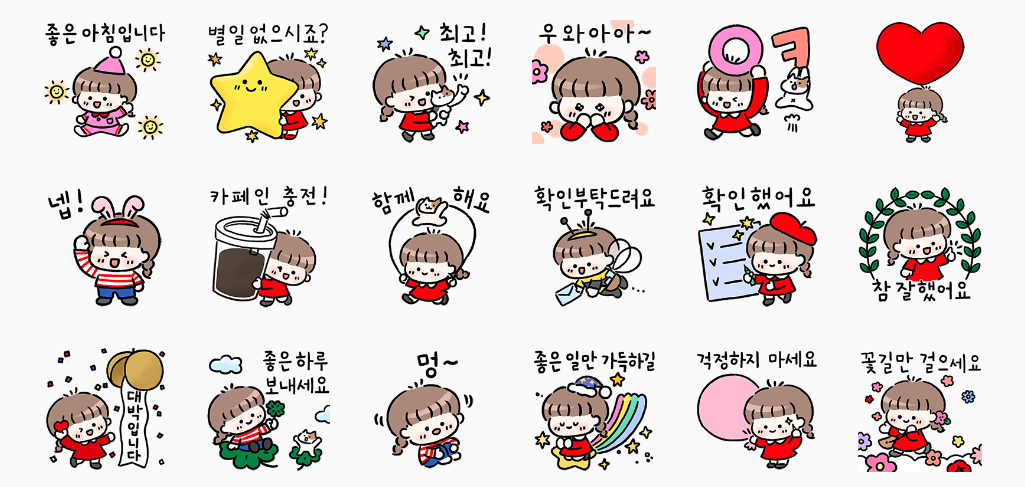 좋은 아침입니다
별일 없으시죠?
최고!
최고!
우와아아~
ㅇㅋ
넵!
카페인 충전!
함께 해요
확인부탁드려요
확인했어요
참 잘했어요
대박입니다
좋은하루
보내세요
멍~
좋은 일만 가득하길
걱정하지 마세요
꽃길만 걸으세요